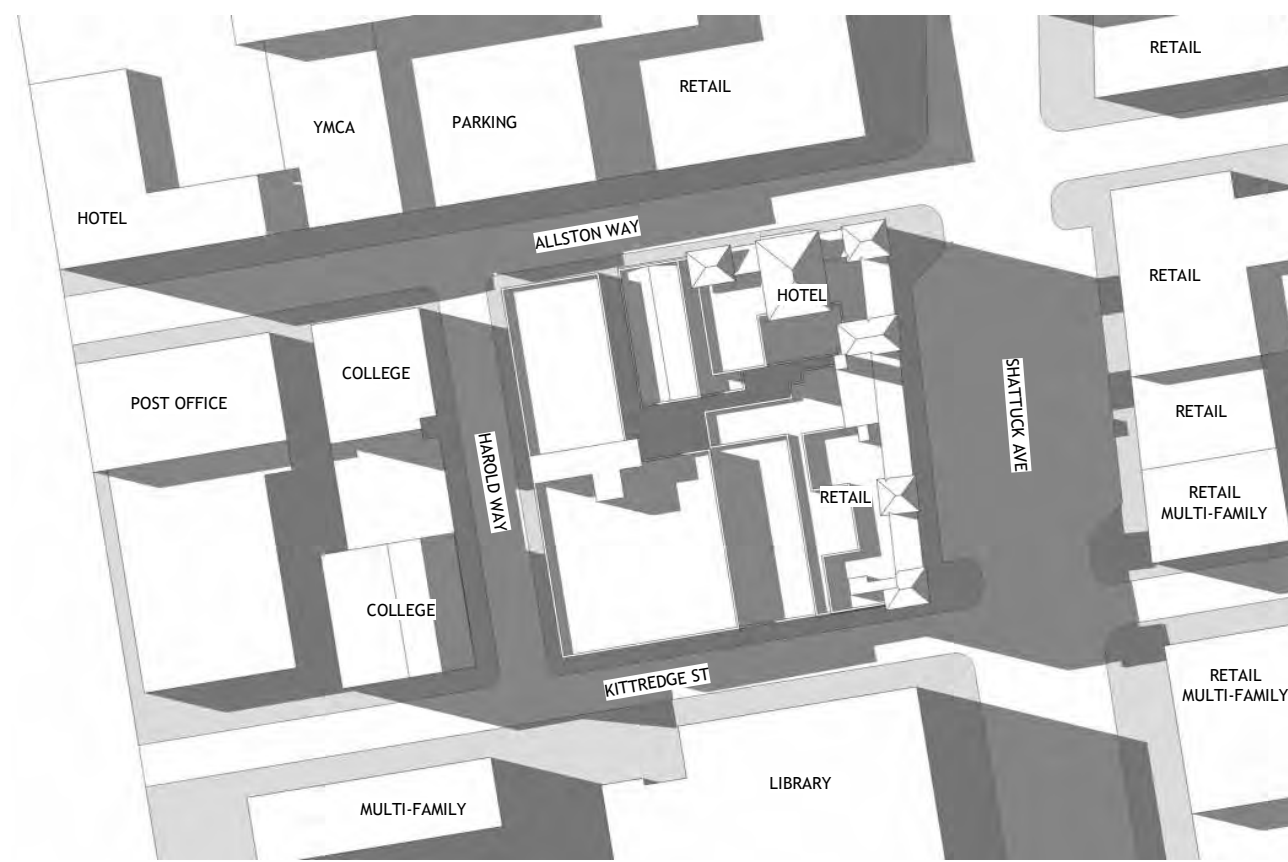 RETAIL
RETAIL
YMCA
PARKING
HOTEL
ALLSTON WAY
RETAIL
HOTEL
COLLEGE
POST OFFICE
SHATTUCK AVE
RETAIL
HAROLD WAY
RETAIL
RETAIL
MULTI-FAMILY
COLLEGE
KITTREDGE ST
RETAIL
MULTI-FAMILY
LIBRARY
MULTI-FAMILY